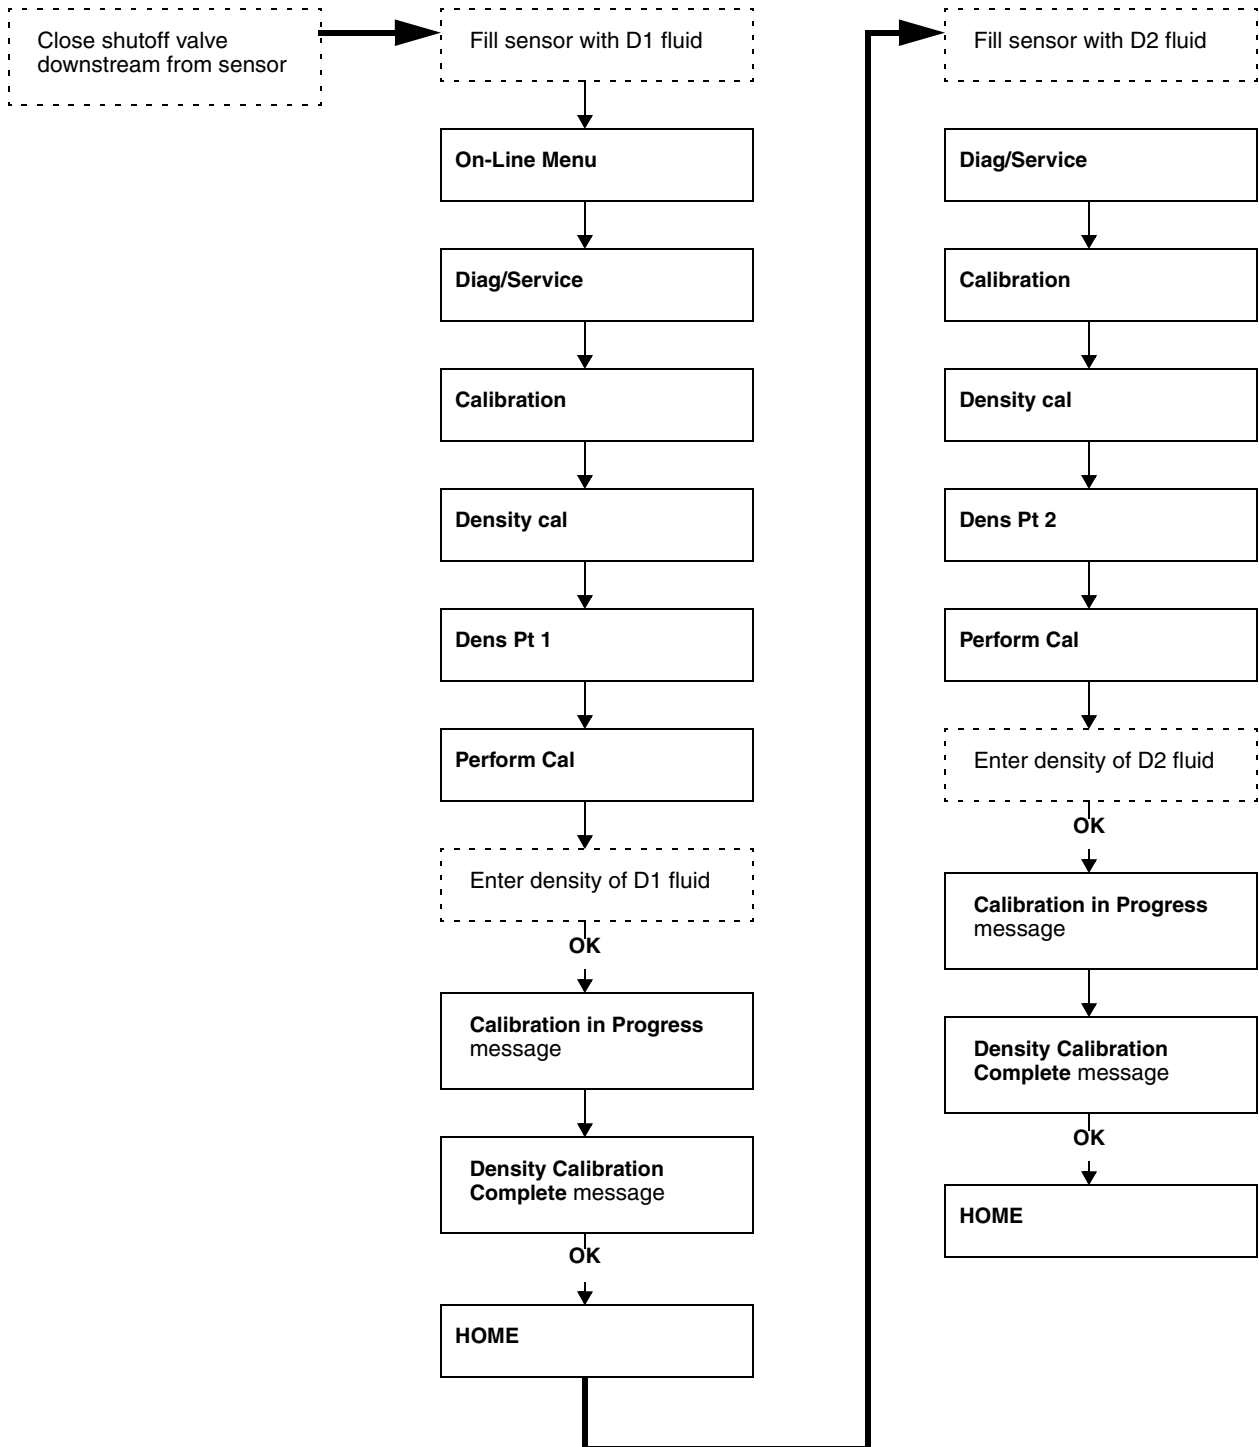 Close shutoff valve
downstream from sensor
Fill sensor with D1 fluid
On-Line Menu
Diag/Service
Calibration
Density cal
Dens Pt 1
Perform Cal
Enter density of D1 fluid
OK
Calibration in Progress
message
Density Calibration
Complete message
OK
HOME
Fill sensor with D2 fluid
Diag/Service
Calibration
Density cal
Dens Pt 2
Perform Cal
Enter density of D2 fluid
OK
Calibration in Progress
message
Density Calibration
Complete message
OK
HOME